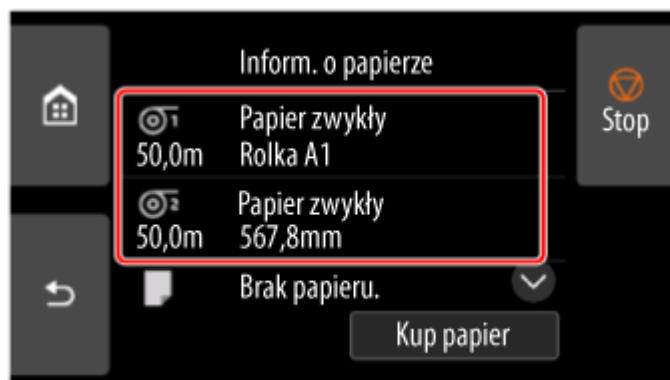 Inform. o papierze
Stop
1 Papier zwykły
50,0m Rolka A1
2 Papier zwykły
50,0m 567,8mm
Brak papieru.
Kup papier